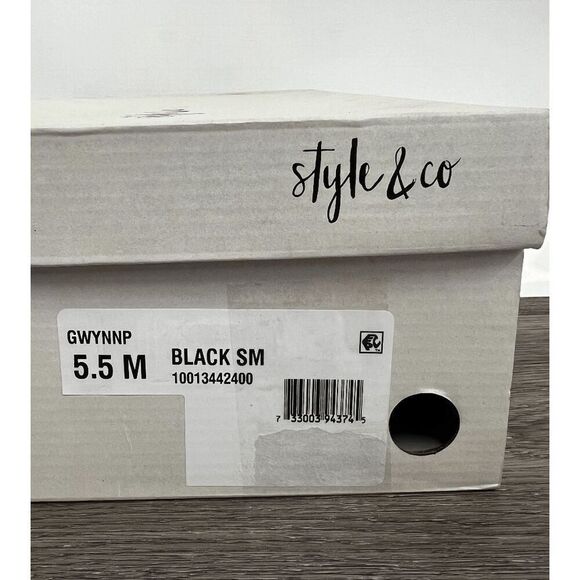 style & co
GWYNNP
5.5 M
BLACK SM
10013442400
7 33003 94374 5